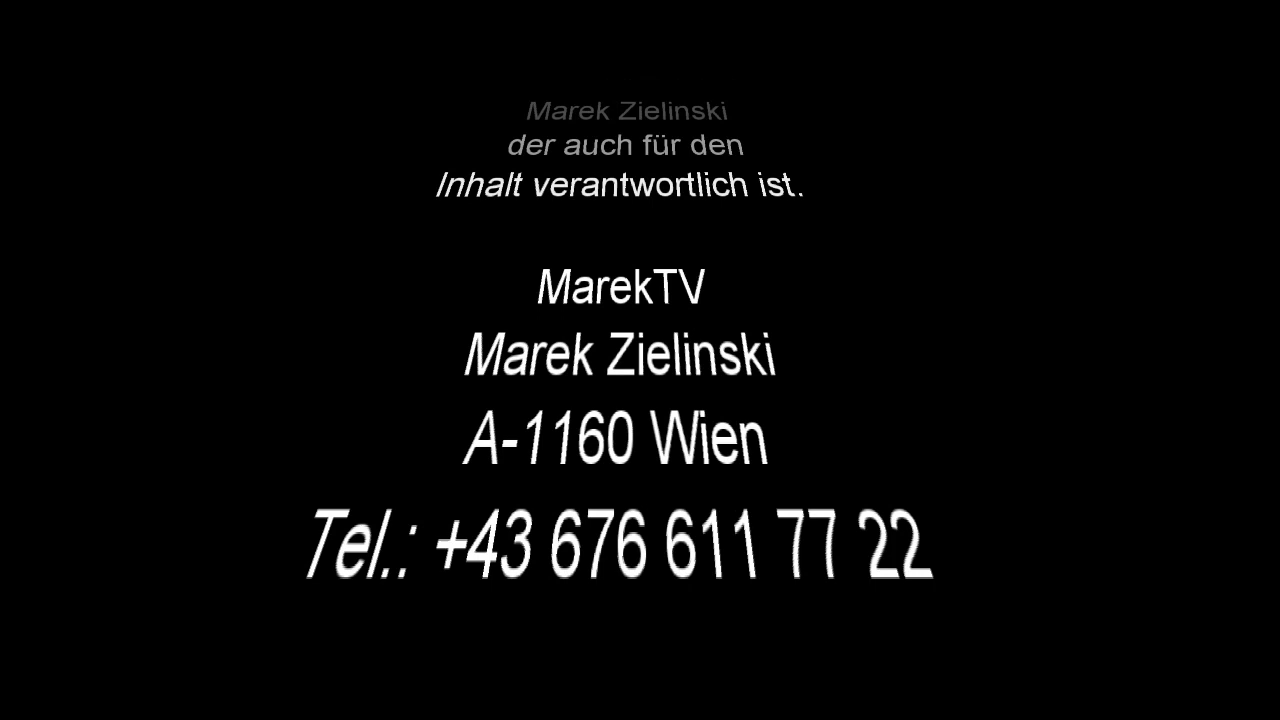 Marek Zielinski
der auch für den
Inhalt verantwortlich ist.
MarekTV
Marek Zielinski
A-1160 Wien
Tel.: +43 676 611 77 22